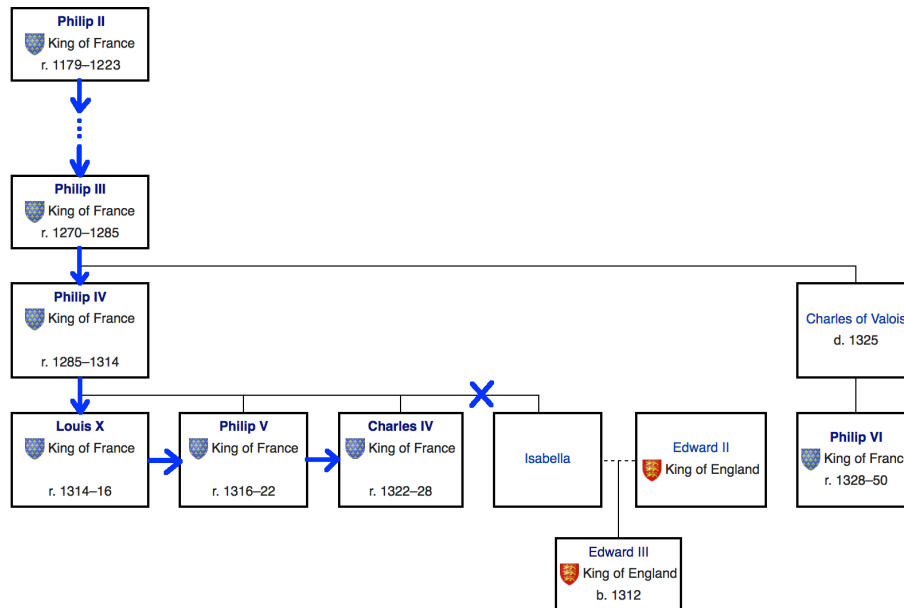 Philip II
King of France
r. 1179–1223
Philip III
King of France
r. 1270–1285
Philip IV
King of France
r. 1285–1314
Charles of Valois
d. 1325
Louis X
King of France
r. 1314–16
Philip V
King of France
r. 1316–22
Charles IV
King of France
r. 1322–28
Isabella
Edward II
King of England
Philip VI
King of Franc
r. 1328–50
Edward III
King of England
b. 1312